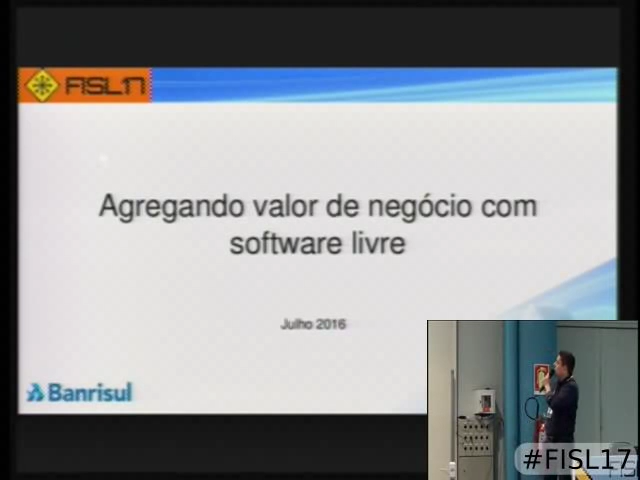 FISL17
Agregando valor de negócio com
software livre
Julho 2016
Banrisul
#FISL17